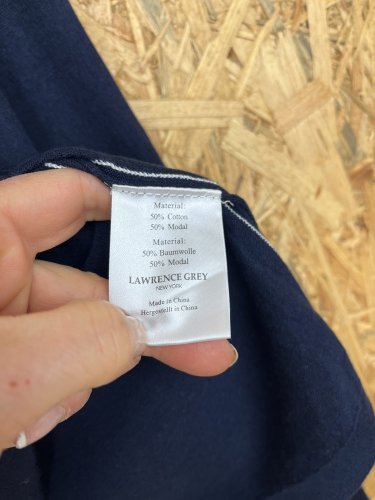 Material:
50% Cotton
50% Modal
Material:
50% Baumwolle
50% Modal
LAWRENCE GREY
NEW YORK
Made in China
Hergestellt in China